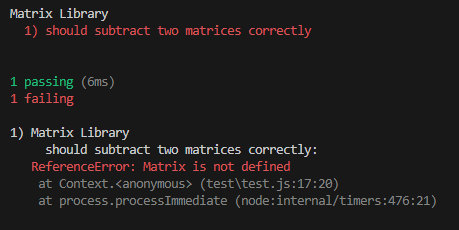 Matrix Library
1) should subtract two matrices correctly
1 passing (6ms)
1 failing
1) Matrix Library
should subtract two matrices correctly:
ReferenceError: Matrix is not defined
at Context.<anonymous> (test\test.js:17:20)
at process.processImmediate (node:internal/timers:476:21)